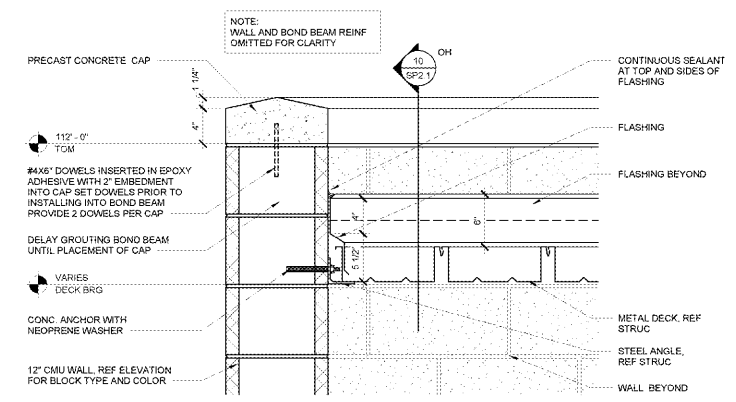 NOTE:
WALL AND BOND BEAM REINF
OMITTED FOR CLARITY
10
SP2.1
OH
PRECAST CONCRETE CAP
1 1/4"
4"
112' - 0"
TOM
#4X6" DOWELS INSERTED IN EPOXY
ADHESIVE WITH 2" EMBEDMENT
INTO CAP SET DOWELS PRIOR TO
INSTALLING INTO BOND BEAM
PROVIDE 2 DOWELS PER CAP
DELAY GROUTING BOND BEAM
UNTIL PLACEMENT OF CAP
VARIES
DECK BRG
CONC. ANCHOR WITH
NEOPRENE WASHER
12" CMU WALL, REF ELEVATION
FOR BLOCK TYPE AND COLOR
4"
6"
5 1/2"
CONTINUOUS SEALANT
AT TOP AND SIDES OF
FLASHING
FLASHING
FLASHING BEYOND
METAL DECK, REF
STRUC
STEEL ANGLE,
REF STRUC
WALL BEYOND